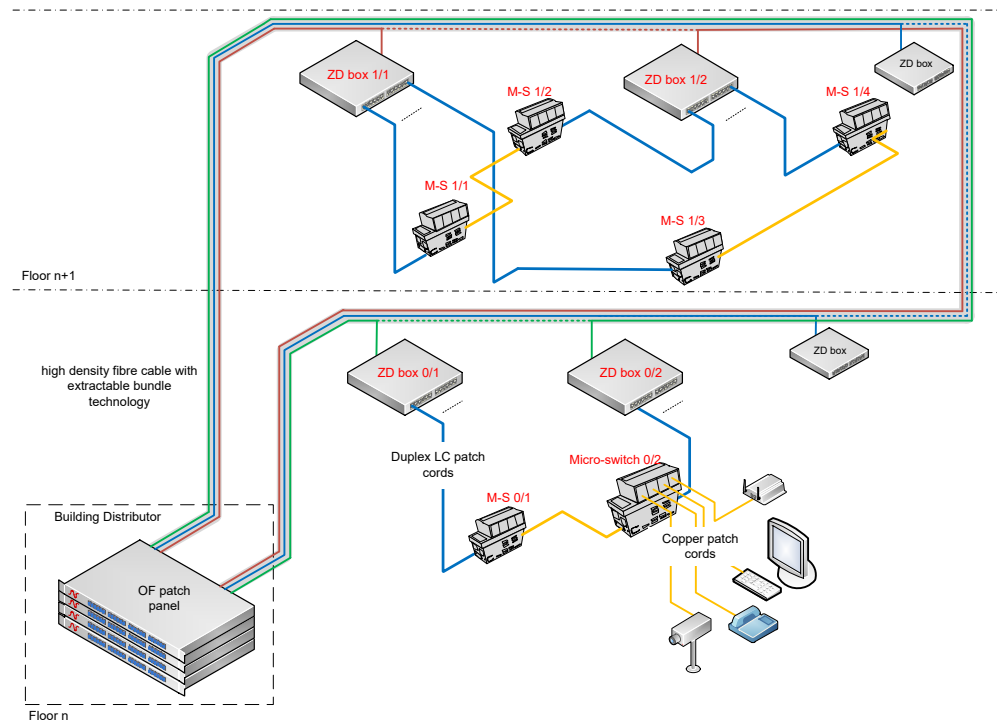 ZD box 1/1
ZD box 1/2
ZD box
M-S 1/2
M-S 1/4
M-S 1/1
M-S 1/3
Floor n+1
high density fibre cable with
extractable bundle
technology
ZD box 0/1
ZD box 0/2
ZD box
Duplex LC patch
cords
Micro-switch 0/2
M-S 0/1
Copper patch
cords
Building Distributor
OF patch
panel
Floor n